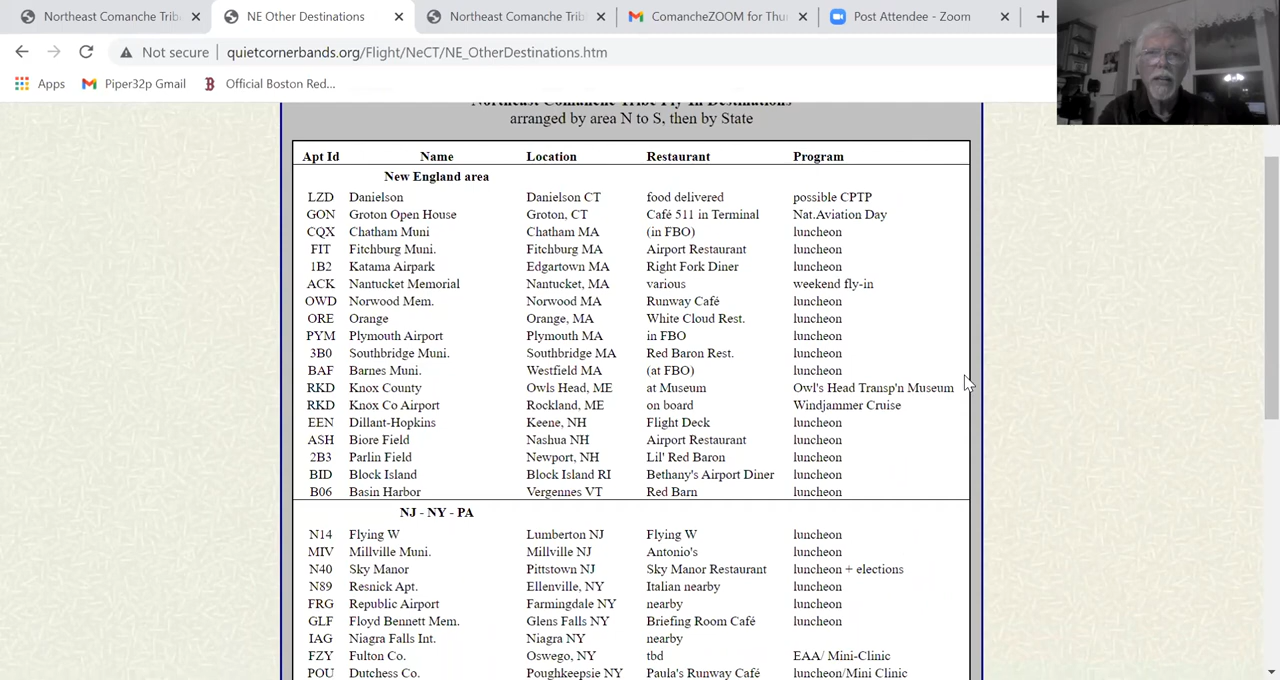 Northeast Comanche Trib
NE Other Destinations
Northeast Comanche Trib
ComancheZOOM for Thu
Post Attendee - Zoom
Not secure | quietcornerbands.org/Flight/NeCT/NE_OtherDestinations.htm
Apps Piper32p Gmail Official Boston Red...
Northeast Comanche Tribe Fly-In Destinations
arranged by area N to S, then by State
Apt Id Name Location Restaurant Program
New England area
LZD Danielson Danielson CT food delivered possible CPTP
GON Groton Open House Groton, CT Café 511 in Terminal Nat.Aviation Day
CQX Chatham Muni Chatham MA (in FBO) luncheon
FIT Fitchburg Muni. Fitchburg MA Airport Restaurant luncheon
1B2 Katama Airpark Edgartown MA Right Fork Diner luncheon
ACK Nantucket Memorial Nantucket, MA various weekend fly-in
OWD Norwood Mem. Norwood MA Runway Café luncheon
ORE Orange Orange, MA White Cloud Rest. luncheon
PYM Plymouth Airport Plymouth MA in FBO luncheon
3B0 Southbridge Muni. Southbridge MA Red Baron Rest. luncheon
BAF Barnes Muni. Westfield MA (at FBO) luncheon
RKD Knox County Owls Head, ME at Museum Owl's Head Transp'n Museum
RKD Knox Co Airport Rockland, ME on board Windjammer Cruise
EEN Dillant-Hopkins Keene, NH Flight Deck luncheon
ASH Biore Field Nashua NH Airport Restaurant luncheon
2B3 Parlin Field Newport, NH Lil' Red Baron luncheon
BID Block Island Block Island RI Bethany's Airport Diner luncheon
B06 Basin Harbor Vergennes VT Red Barn luncheon
NJ - NY - PA
N14 Flying W Lumberton NJ Flying W luncheon
MIV Millville Muni. Millville NJ Antonio's luncheon
N40 Sky Manor Pittstown NJ Sky Manor Restaurant luncheon + elections
N89 Resnick Apt. Ellenville, NY Italian nearby luncheon
FRG Republic Airport Farmingdale NY nearby luncheon
GLF Floyd Bennett Mem. Glens Falls NY Briefing Room Café luncheon
IAG Niagra Falls Int. Niagra NY nearby
FZY Fulton Co. Oswego, NY tbd EAA/ Mini-Clinic
POU Dutchess Co. Poughkeepsie NY Paula's Runway Café luncheon/Mini Clinic